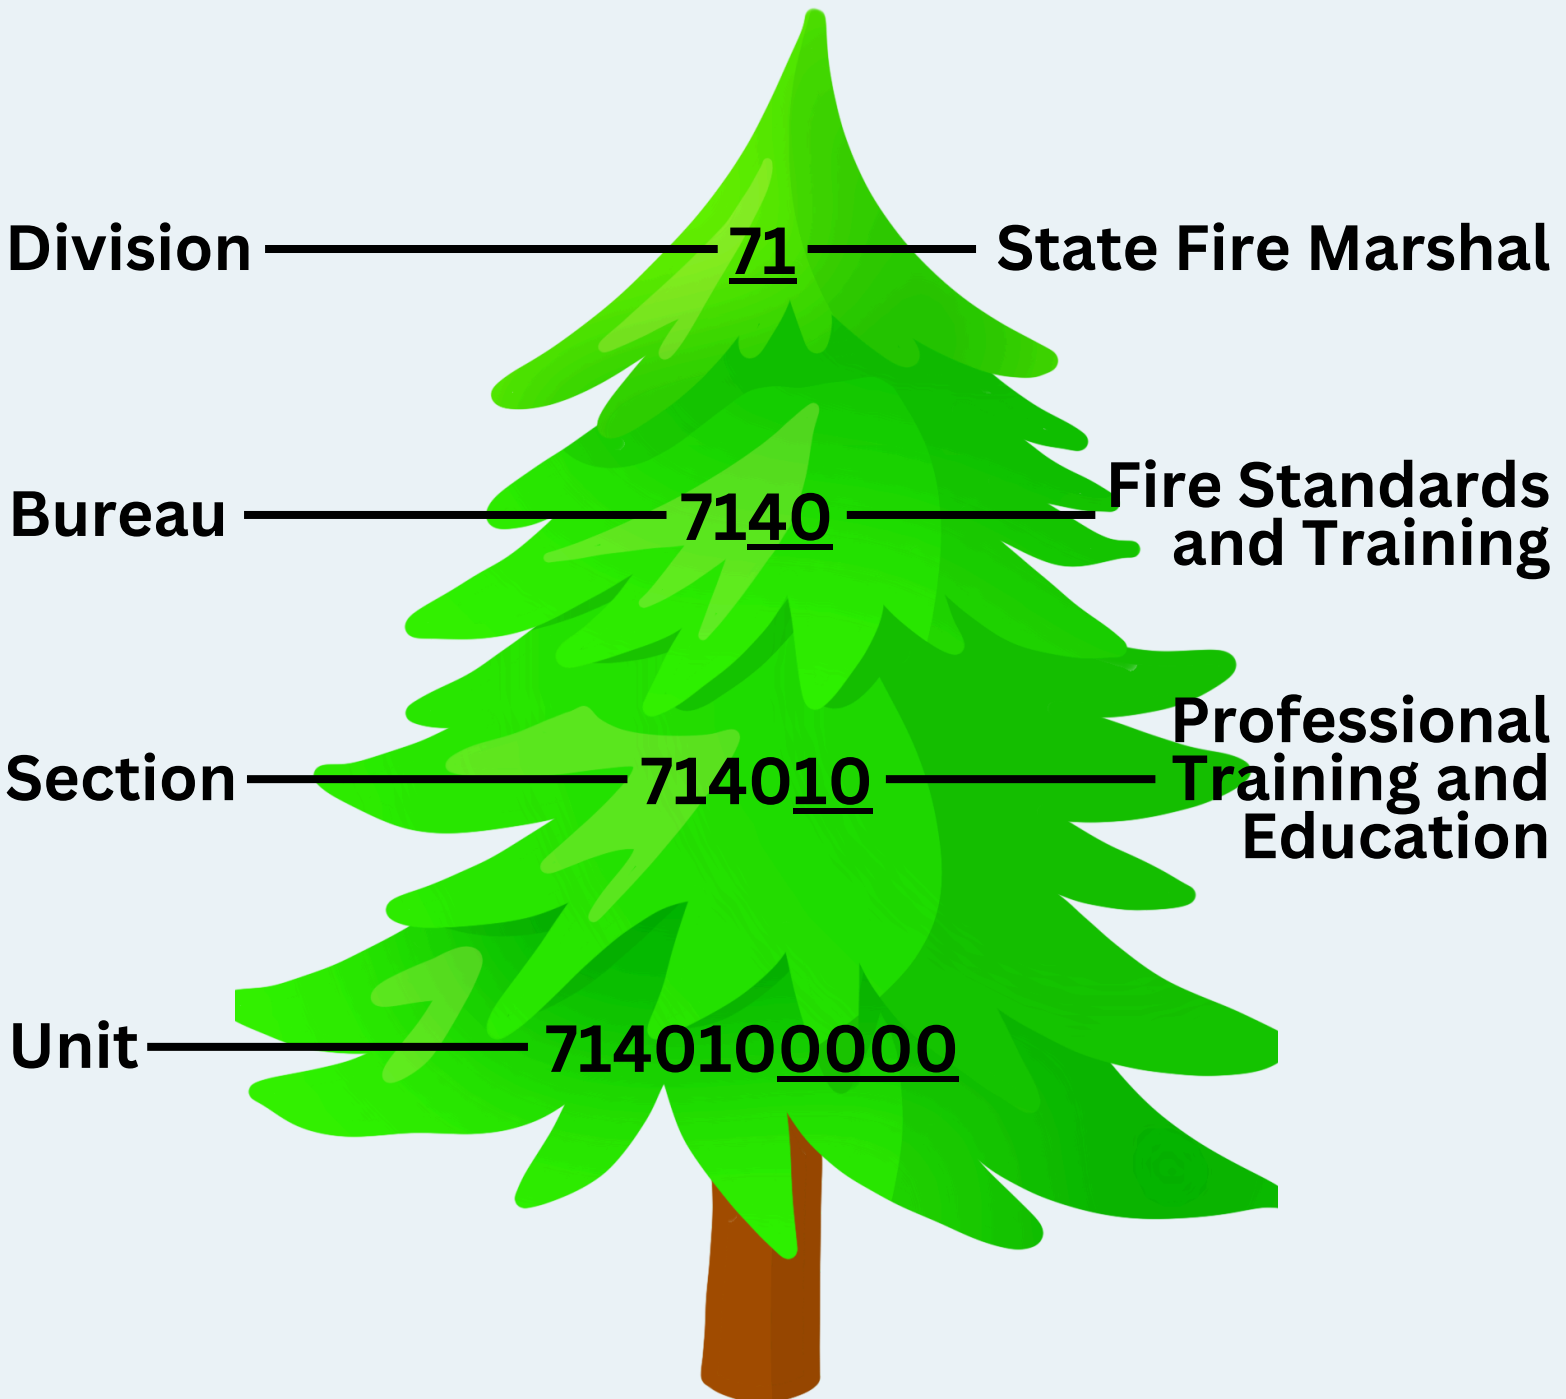 Division 71 State Fire Marshal
Bureau 7140 Fire Standards
and Training
Section 714010 Professional
Training and
Education
Unit 7140100000